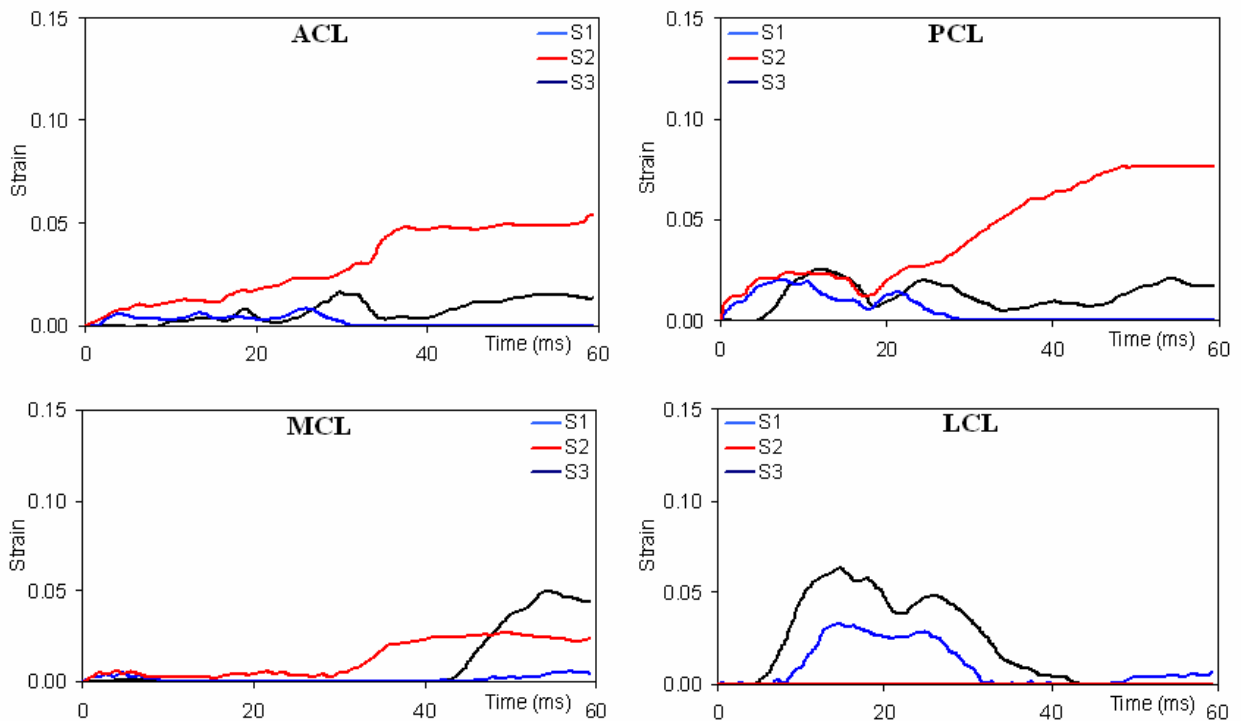 ACL
0.15
0.10
0.05
0.00
Strain
S1
S2
S3
0
20
40
60
Time (ms)
PCL
0.15
0.10
0.05
0.00
Strain
S1
S2
S3
0
20
40
60
Time (ms)
MCL
0.15
0.10
0.05
0.00
Strain
S1
S2
S3
0
20
40
60
Time (ms)
LCL
0.15
0.10
0.05
0.00
Strain
S1
S2
S3
0
20
40
60
Time (ms)